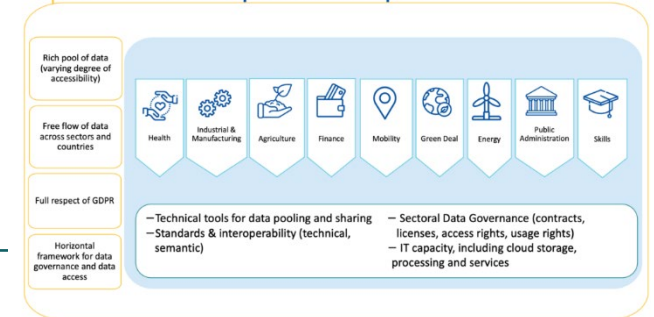 Rich pool of data
(varying degree of
accessibility)
Free flow of data
across sectors and
countries
Full respect of GDPR
Horizontal
framework for data
governance and data
access
Health
Industrial &
Manufacturing
Agriculture
Finance
Mobility
Green Deal
Energy
Public
Administration
Skills
–Technical tools for data pooling and sharing
–Standards & interoperability (technical,
semantic)
– Sectoral Data Governance (contracts,
licenses, access rights, usage rights)
– IT capacity, including cloud storage,
processing and services